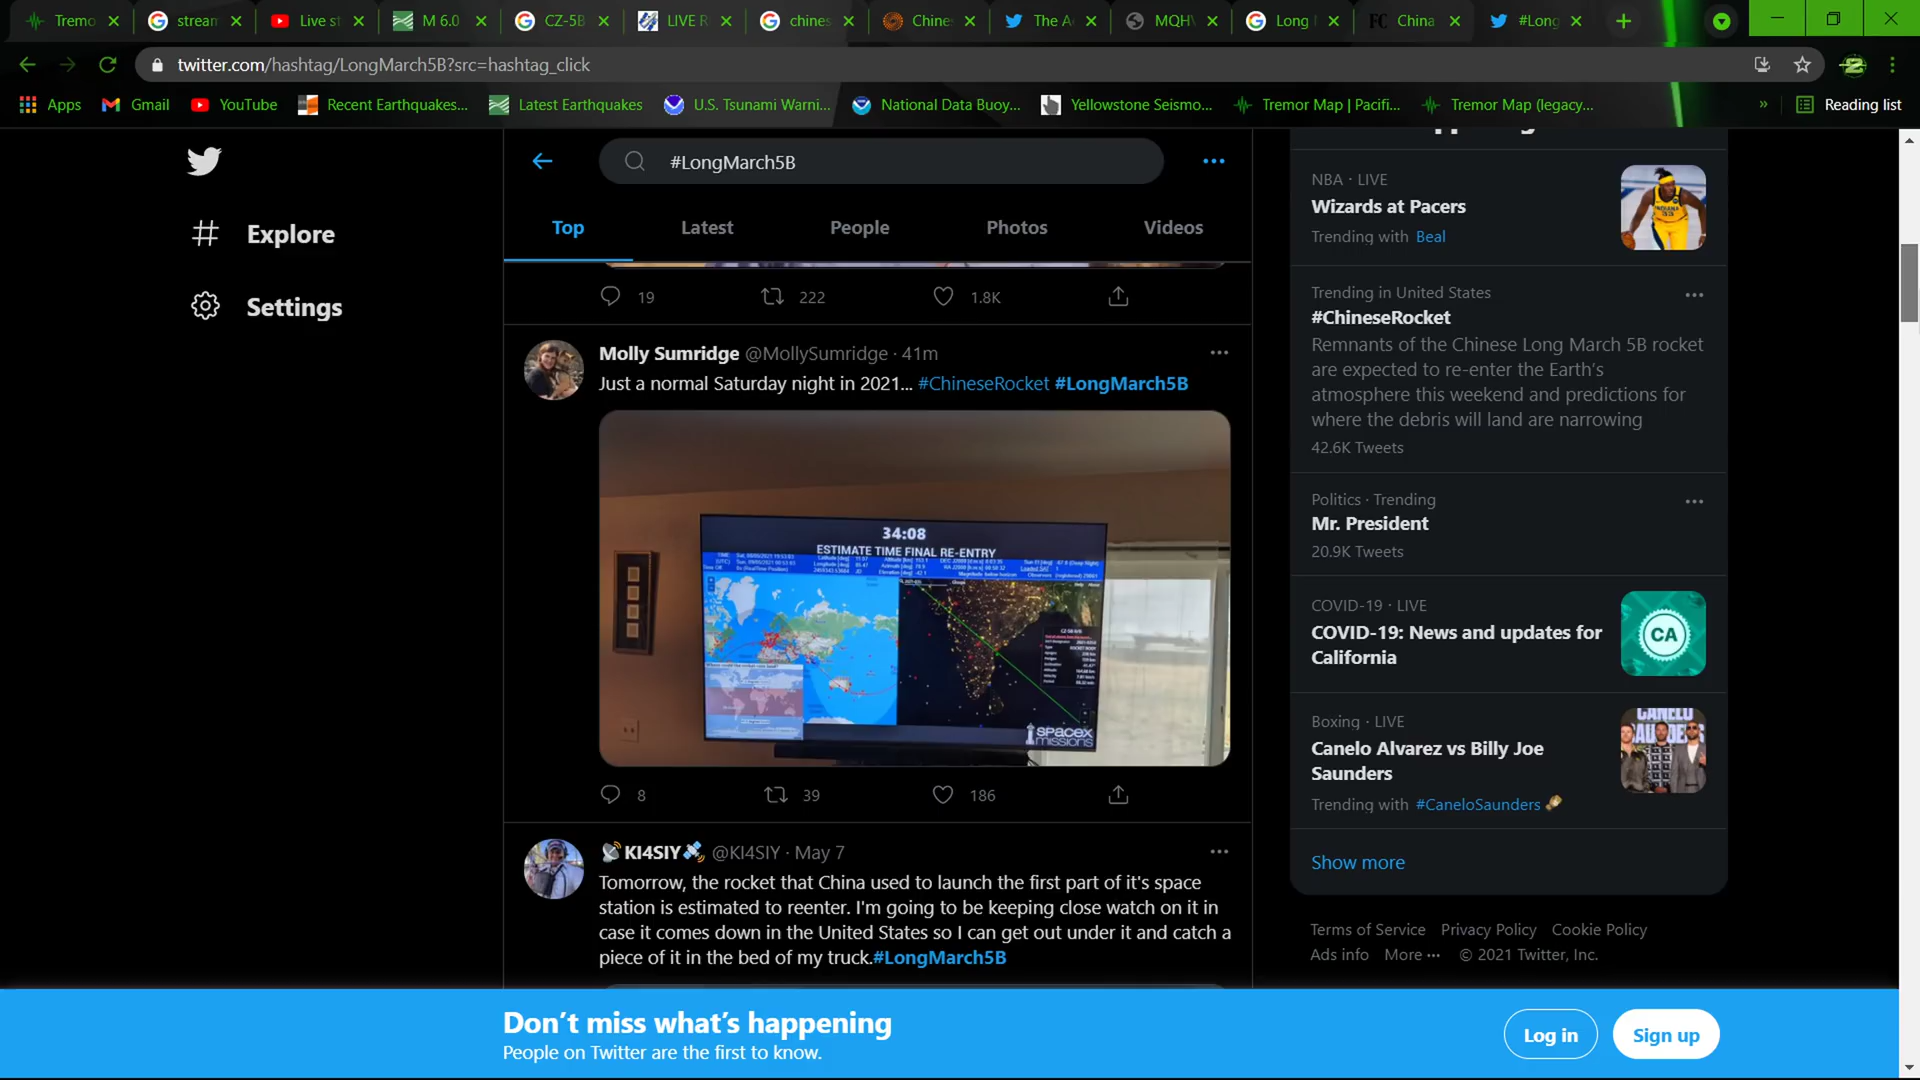 Tremo
stream
Live st
M 6.0
CZ-5B
LIVE R
chines
Chine
The A
MQHV
Long
China
#Long
twitter.com/hashtag/LongMarch5B?src=hashtag_click
Apps
Gmail
YouTube
Recent Earthquakes...
Latest Earthquakes
U.S. Tsunami Warni...
National Data Buoy...
Yellowstone Seismo...
Tremor Map | Pacifi...
Tremor Map (legacy...
»
Reading list
Explore
Settings
#LongMarch5B
Top
Latest
People
Photos
Videos
19
222
1.8K
Molly Sumridge @MollySumridge · 41m
Just a normal Saturday night in 2021... #ChineseRocket #LongMarch5B
34:08
ESTIMATE TIME FINAL RE-ENTRY
spacex
missions
8
39
186
KI4SIY @KI4SIY · May 7
Tomorrow, the rocket that China used to launch the first part of it's space
station is estimated to reenter. I'm going to be keeping close watch on it in
case it comes down in the United States so I can get out under it and catch a
piece of it in the bed of my truck.#LongMarch5B
NBA · LIVE
Wizards at Pacers
Trending with Beal
Trending in United States
#ChineseRocket
Remnants of the Chinese Long March 5B rocket
are expected to re-enter the Earth's
atmosphere this weekend and predictions for
where the debris will land are narrowing
42.6K Tweets
Politics · Trending
Mr. President
20.9K Tweets
COVID-19 · LIVE
COVID-19: News and updates for
California
CA
Boxing · LIVE
Canelo Alvarez vs Billy Joe
Saunders
Trending with #CaneloSaunders
Show more
Terms of Service Privacy Policy Cookie Policy
Ads info More ··· © 2021 Twitter, Inc.
Don't miss what's happening
People on Twitter are the first to know.
Log in
Sign up